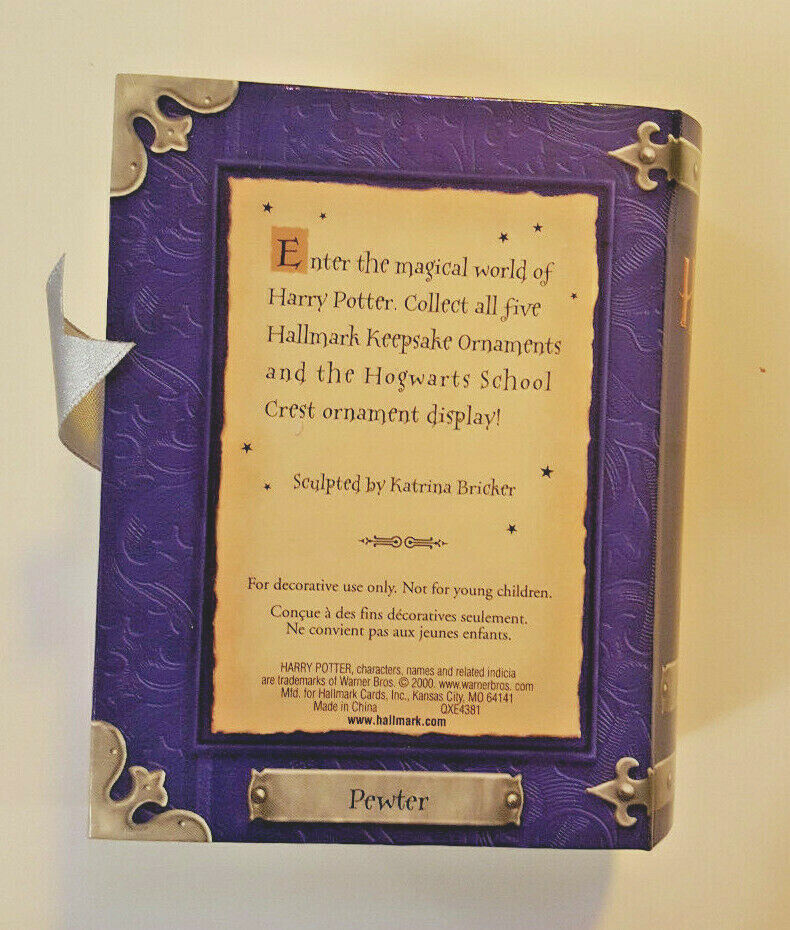 Enter the magical world of
Harry Potter. Collect all five
Hallmark Keepsake Ornaments
and the Hogwarts School
Crest ornament display!
Sculpted by Katrina Bricker
For decorative use only. Not for young children.
Conçue à des fins décoratives seulement.
Ne convient pas aux jeunes enfants.
HARRY POTTER, characters, names and related indicia
are trademarks of Warner Bros. © 2000. www.warnerbros. com
Mfd. for Hallmark Cards, Inc., Kansas City, MO 64141
Made in China QXE4381
www.hallmark.com
Pewter